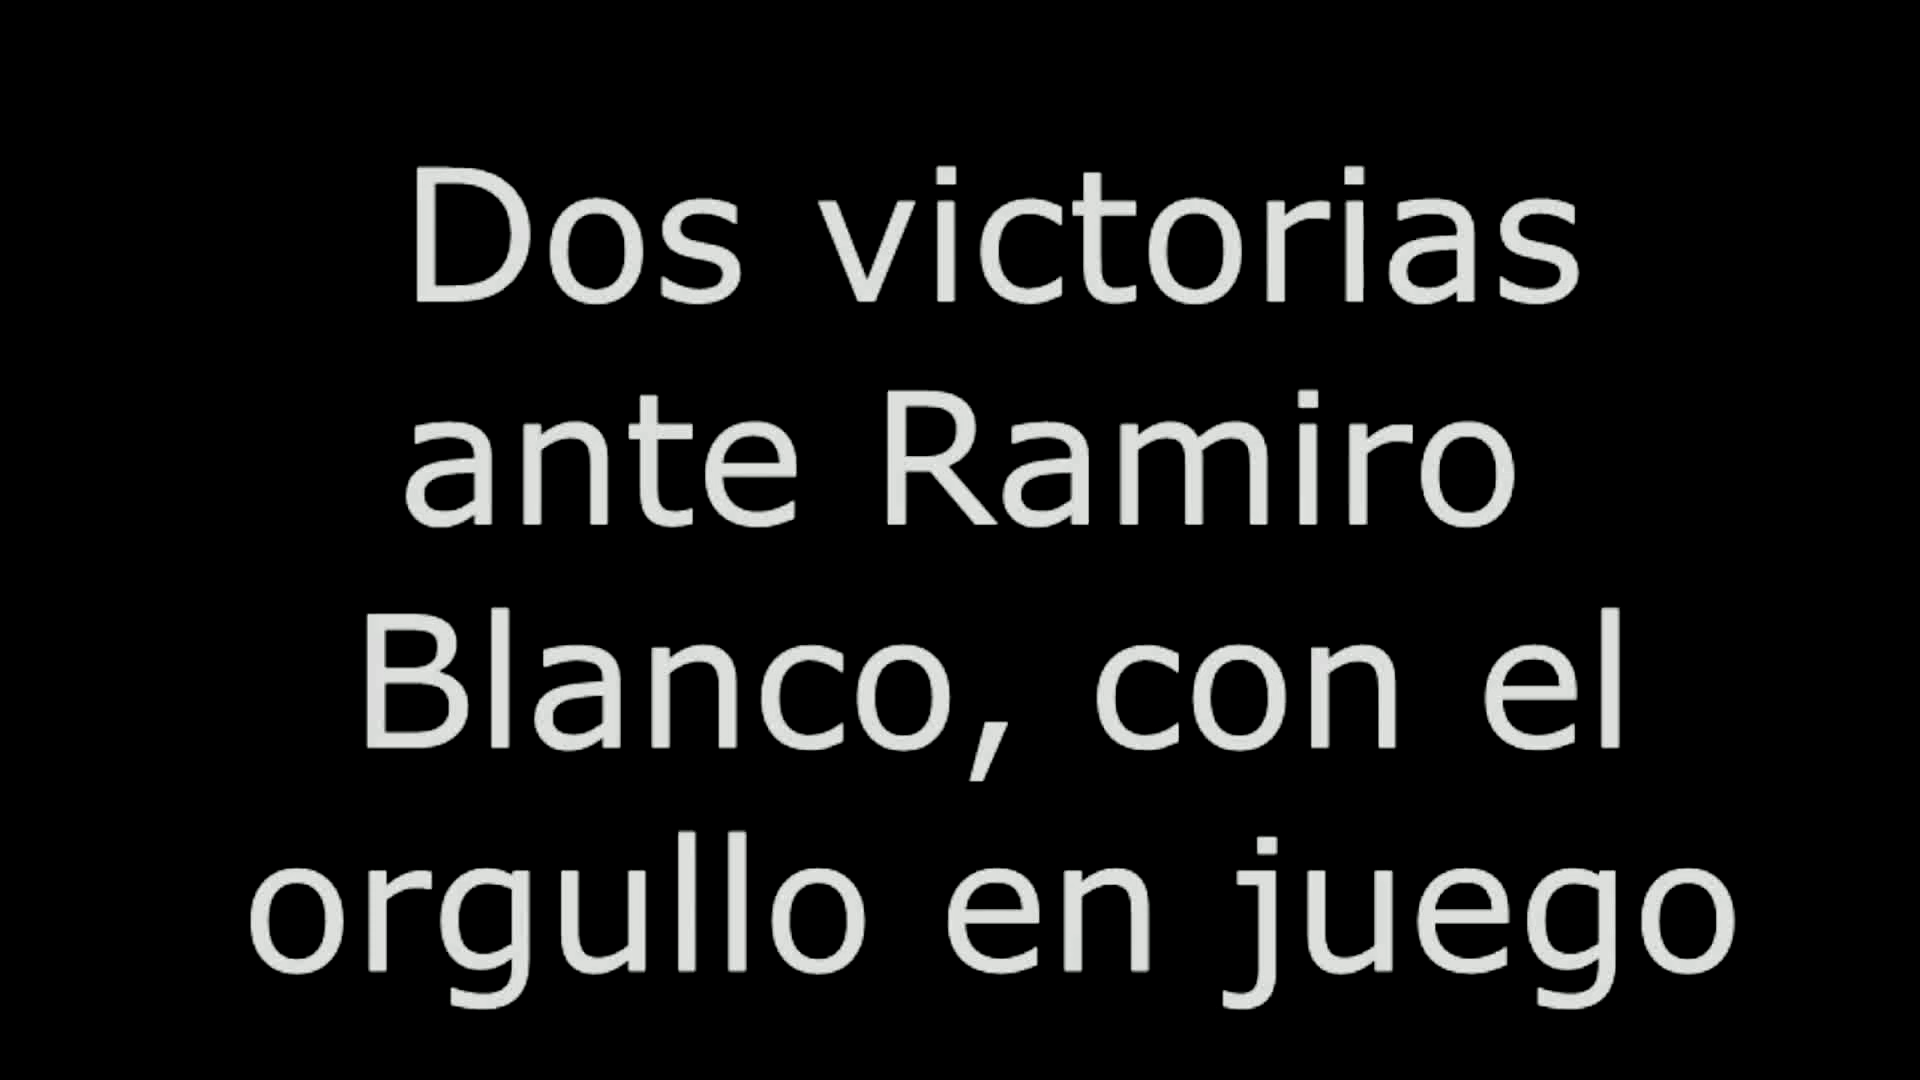 Dos victorias
ante Ramiro
Blanco, con el
orgullo en juego